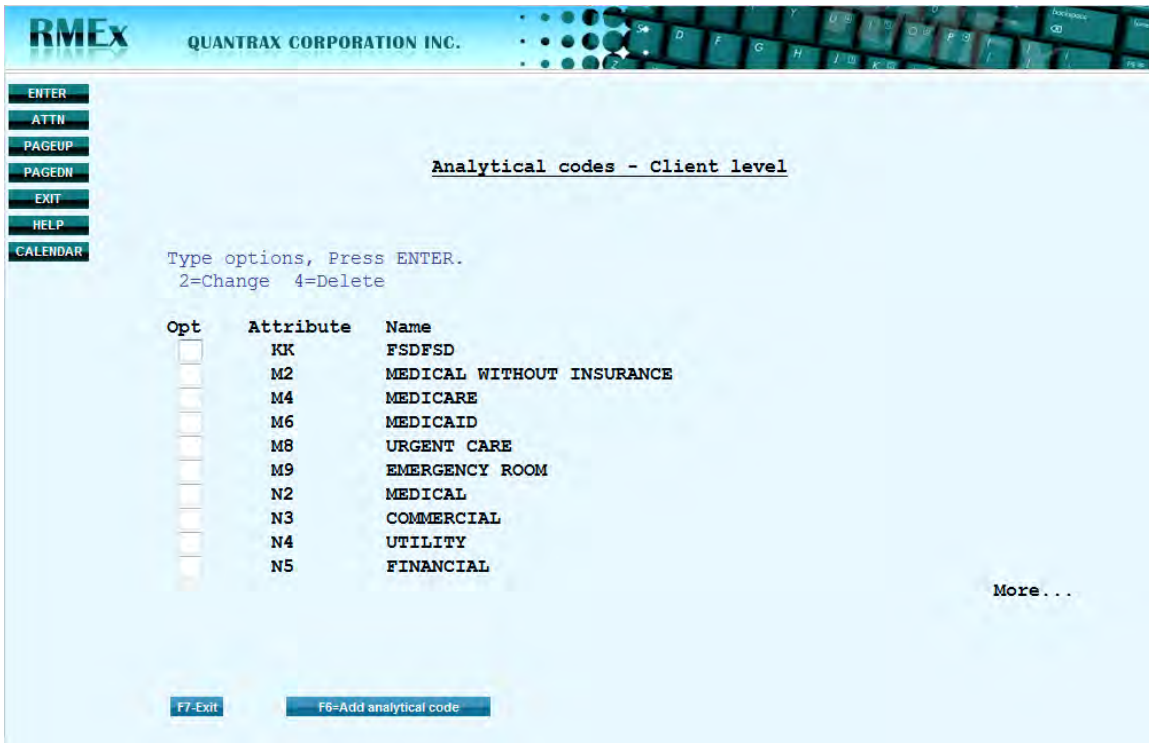 RMEx QUANTRAX CORPORATION INC.
ENTER
ATTN
PAGEUP
PAGEDN
EXIT
HELP
CALENDAR
Analytical codes - Client level
Type options, Press ENTER.
2=Change 4=Delete
Opt Attribute Name
KK FSDFSD
M2 MEDICAL WITHOUT INSURANCE
M4 MEDICARE
M6 MEDICAID
M8 URGENT CARE
M9 EMERGENCY ROOM
N2 MEDICAL
N3 COMMERCIAL
N4 UTILITY
N5 FINANCIAL
More...
F7-Exit F6=Add analytical code